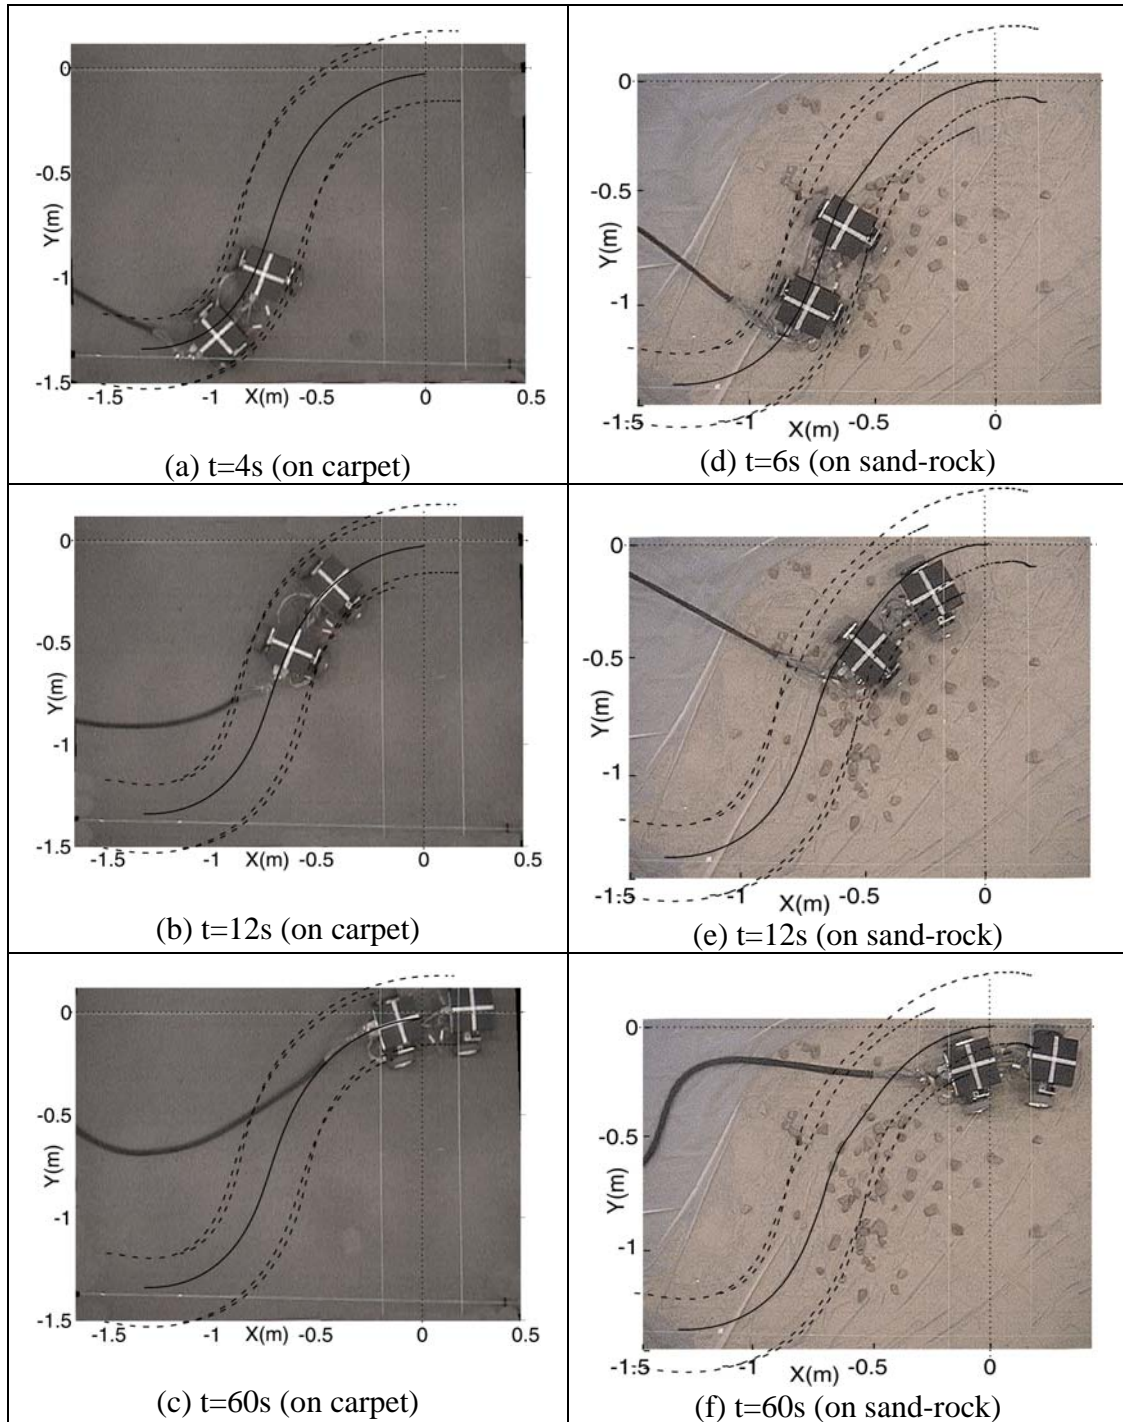 0
-0.5
Y(m)
-1
-1.5
-1.5 -1 X(m) -0.5 0 0.5
(a) t=4s (on carpet)
0
-0.5
Y(m)
-1
-1.5 -1 -0.5 0
X(m)
(d) t=6s (on sand-rock)
0
-0.5
Y(m)
-1
-1.5
-1 X(m) -0.5 0 0.5
(b) t=12s (on carpet)
0
-0.5
Y(m)
-1
-1.5 -1 -0.5 0
X(m)
(e) t=12s (on sand-rock)
0
-0.5
Y(m)
-1
-1.5
-1 X(m) -0.5 0 0.5
(c) t=60s (on carpet)
0
-0.5
Y(m)
-1
-1.5 -1 -0.5 0
X(m)
(f) t=60s (on sand-rock)